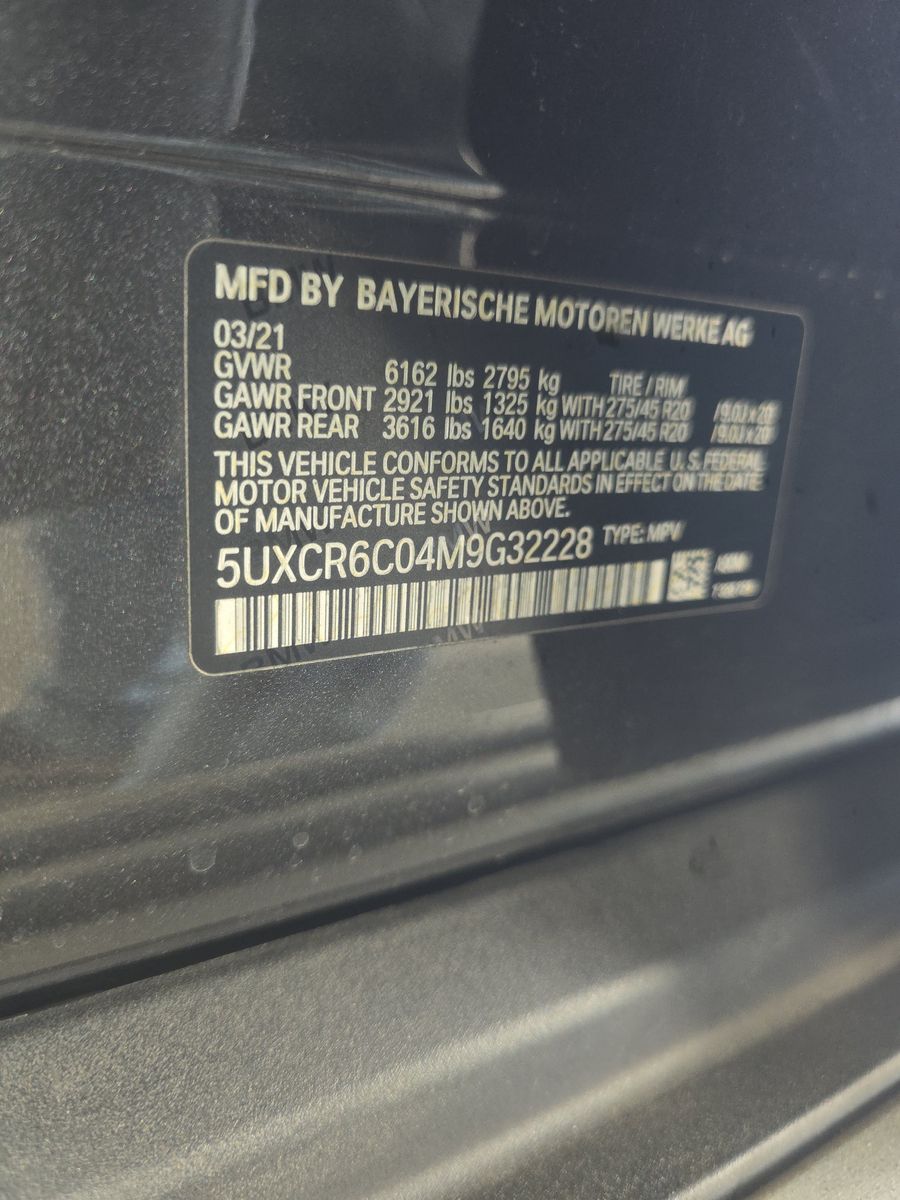 MFD BY BAYERISCHE MOTOREN WERKE AG
03/21
GVWR 6162 lbs 2795 kg TIRE / RIM
GAWR FRONT 2921 lbs 1325 kg WITH 275/45 R20 /9.0J x 20
GAWR REAR 3616 lbs 1640 kg WITH 275/45 R20 /9.0J x 20
THIS VEHICLE CONFORMS TO ALL APPLICABLE U. S. FEDERAL
MOTOR VEHICLE SAFETY STANDARDS IN EFFECT ON THE DATE
OF MANUFACTURE SHOWN ABOVE.
5UXCR6C04M9G32228 TYPE: MPV